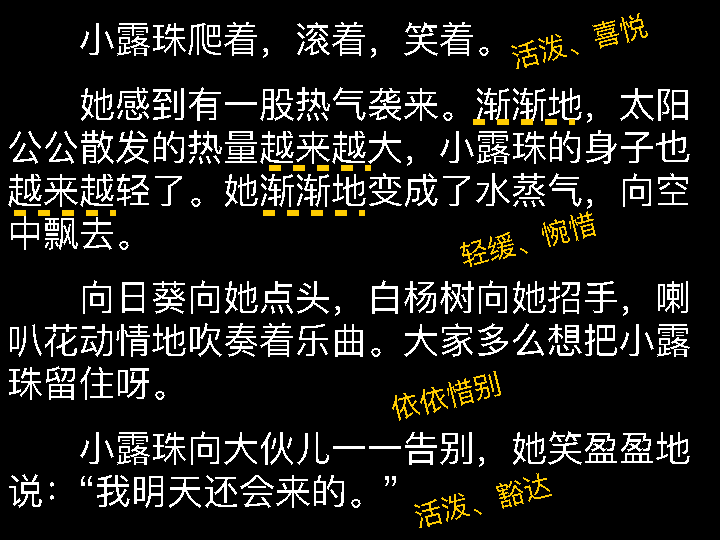 小露珠爬着，滚着，笑着。
活泼、喜悦
她感到有一股热气袭来。渐渐地，太阳
公公散发的热量越来越大，小露珠的身子也
越来越轻了。她渐渐地变成了水蒸气，向空
中飘去。
轻缓、惋惜
向日葵向她点头，白杨树向她招手，喇
叭花动情地吹奏着乐曲。大家多么想把小露
珠留住呀。
依依惜别
小露珠向大伙儿一一告别，她笑盈盈地
说：“我明天还会来的。”
活泼、豁达